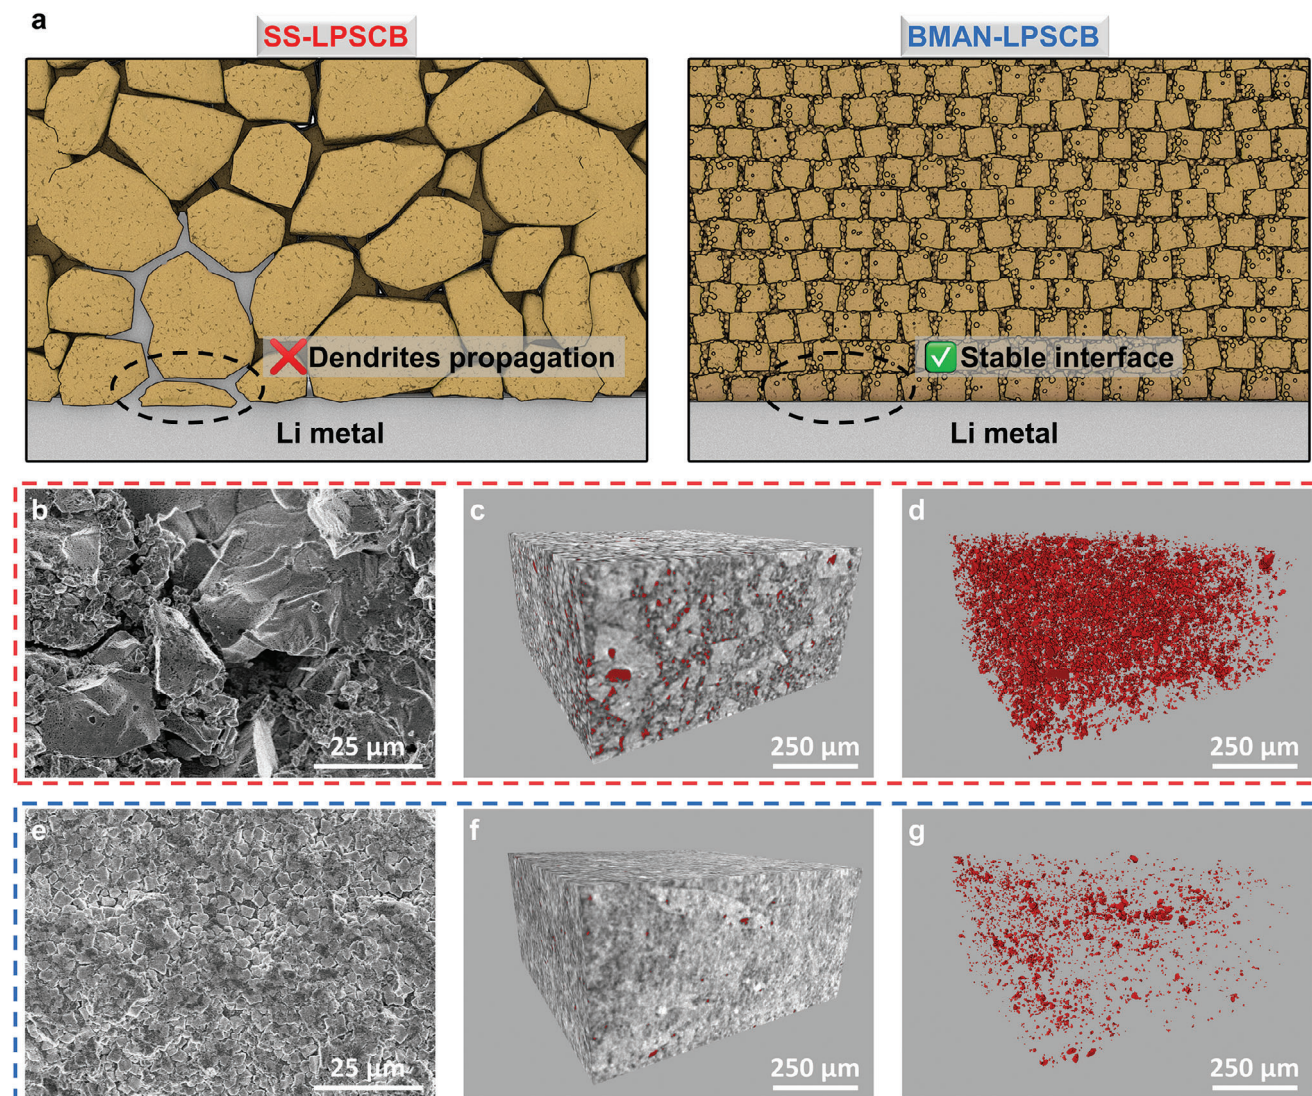 a
SS-LPSCB
BMAN-LPSCB
Dendrites propagation
Stable interface
Li metal
Li metal
b
25 μm
c
250 μm
d
250 μm
e
25 μm
f
250 μm
g
250 μm